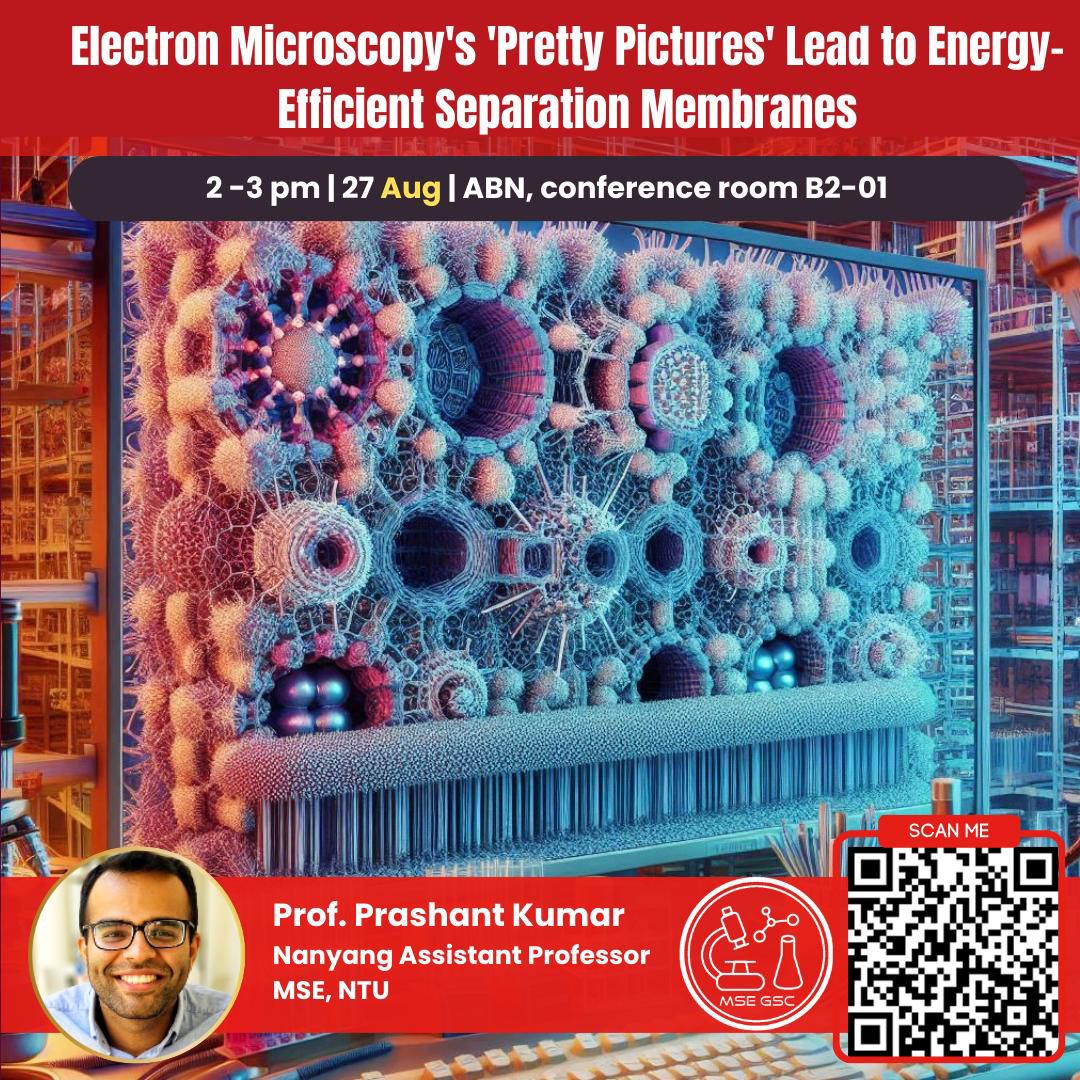 Electron Microscopy's 'Pretty Pictures' Lead to Energy-
Efficient Separation Membranes
2 -3 pm | 27 Aug | ABN, conference room B2-01
SCAN ME
Prof. Prashant Kumar
Nanyang Assistant Professor
MSE, NTU
MSE GSC